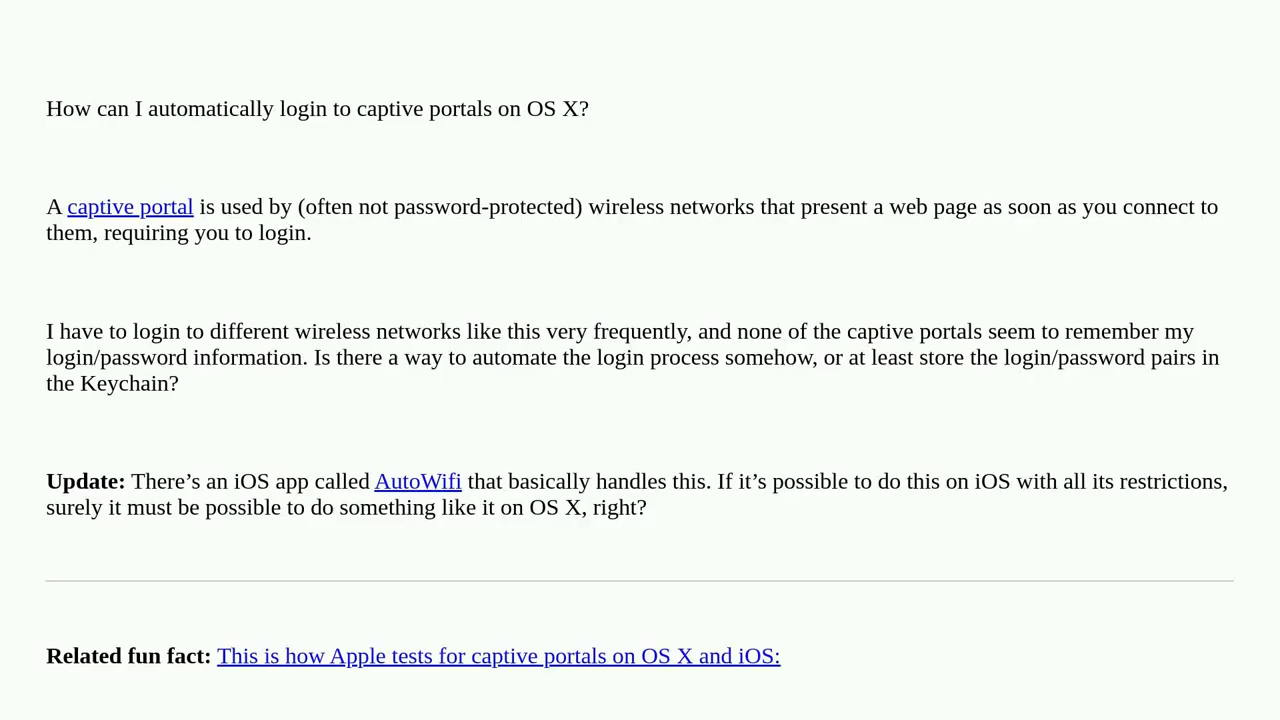 How can I automatically login to captive portals on OS X?
A captive portal is used by (often not password-protected) wireless networks that present a web page as soon as you connect to
them, requiring you to login.
I have to login to different wireless networks like this very frequently, and none of the captive portals seem to remember my
login/password information. Is there a way to automate the login process somehow, or at least store the login/password pairs in
the Keychain?
Update: There’s an iOS app called AutoWifi that basically handles this. If it’s possible to do this on iOS with all its restrictions,
surely it must be possible to do something like it on OS X, right?
Related fun fact: This is how Apple tests for captive portals on OS X and iOS: